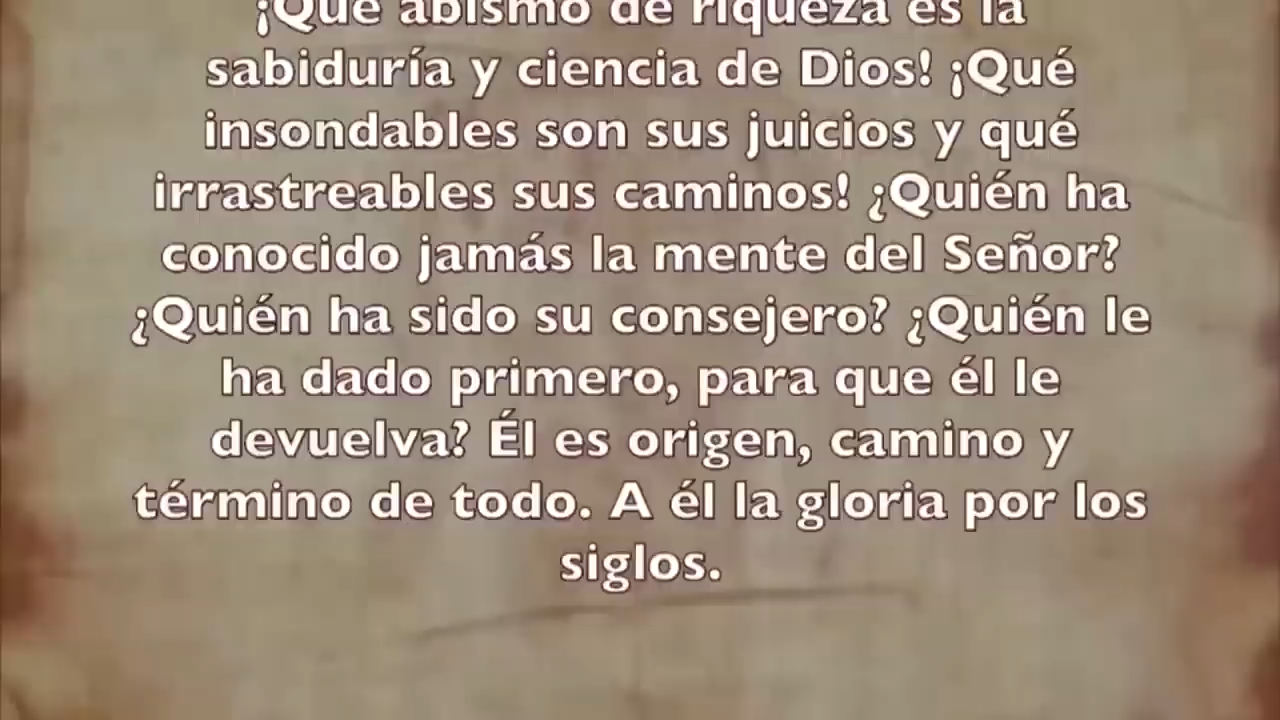 ¡Qué abismo de riqueza es la
sabiduría y ciencia de Dios! ¡Qué
insondables son sus juicios y qué
irrastreables sus caminos! ¿Quién ha
conocido jamás la mente del Señor?
¿Quién ha sido su consejero? ¿Quién le
ha dado primero, para que él le
devuelva? Él es origen, camino y
término de todo. A él la gloria por los
siglos.